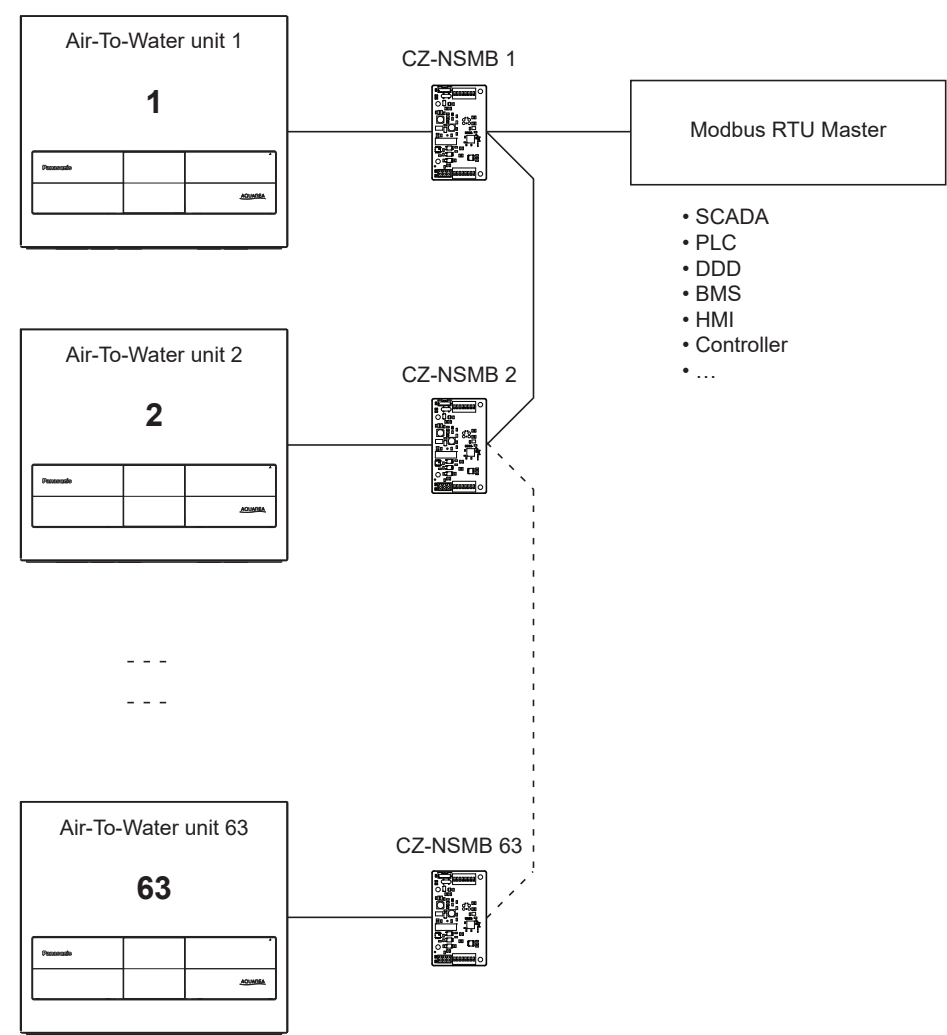 Air-To-Water unit 1
1
Panasonic
AQUAREA
CZ-NSMB 1
Modbus RTU Master
• SCADA
• PLC
• DDD
• BMS
• HMI
• Controller
• …
Air-To-Water unit 2
2
Panasonic
AQUAREA
CZ-NSMB 2
- - -
- - -
Air-To-Water unit 63
63
Panasonic
AQUAREA
CZ-NSMB 63